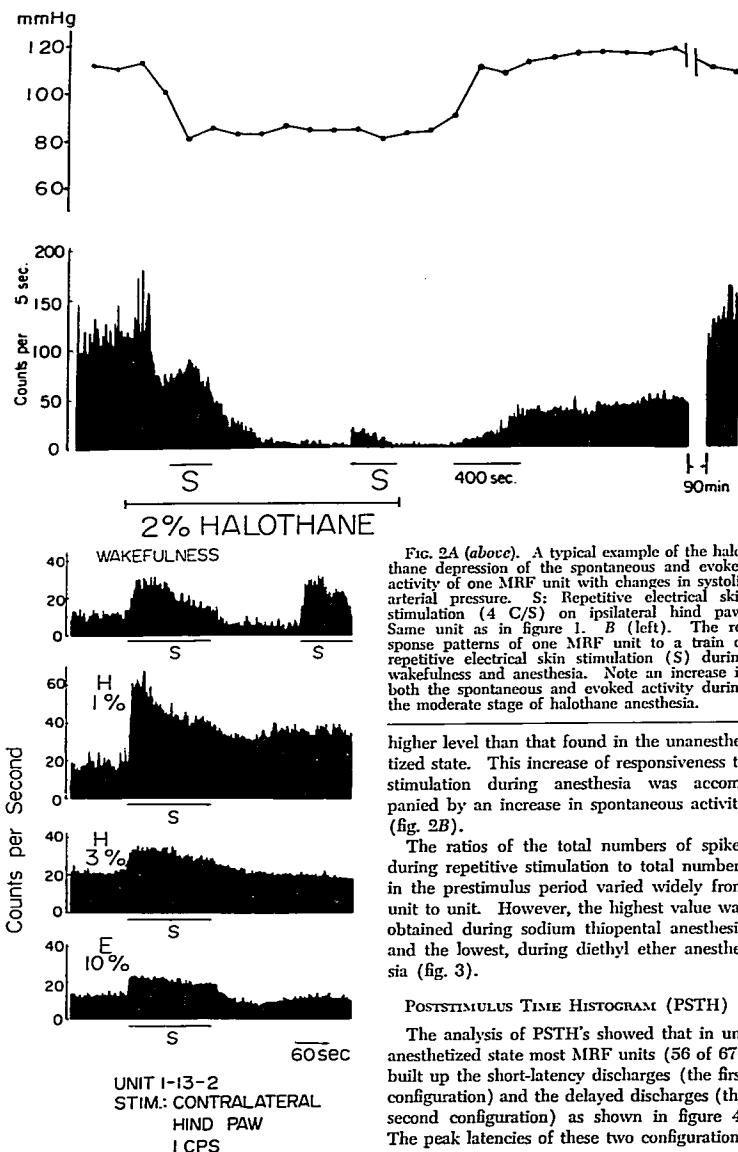 mmHg
120
100
80
60
200
150
100
50
0
Counts per 5 sec.
S
S
400 sec.
90min
2% HALOTHANE
WAKEFULNESS
40
20
0
S
S
H
1%
60
40
20
0
S
H
3%
40
20
0
S
E
10%
40
20
0
S
60sec
Counts per Second
UNIT 1-13-2
STIM.: CONTRALATERAL
HIND PAW
1 CPS
FIG. 2A (above). A typical example of the halo
thane depression of the spontaneous and evoke
activity of one MRF unit with changes in systoli
arterial pressure. S: Repetitive electrical skin
stimulation (4 C/S) on ipsilateral hind paw
Same unit as in figure 1. B (left). The re
sponse patterns of one MRF unit to a train o
repetitive electrical skin stimulation (S) durin
wakefulness and anesthesia. Note an increase i
both the spontaneous and evoked activity durin
the moderate stage of halothane anesthesia.
higher level than that found in the unanesthe
tized state. This increase of responsiveness t
stimulation during anesthesia was accom
panied by an increase in spontaneous activit
(fig. 2B).
The ratios of the total numbers of spike
during repetitive stimulation to total number
in the prestimulus period varied widely from
unit to unit. However, the highest value wa
obtained during sodium thiopental anesthesi
and the lowest, during diethyl ether anesthe
sia (fig. 3).
POSTSTIMULUS TIME HISTOGRAM (PSTH)
The analysis of PSTH's showed that in un
anesthetized state most MRF units (56 of 67
built up the short-latency discharges (the firs
configuration) and the delayed discharges (th
second configuration) as shown in figure 4
The peak latencies of these two configuration